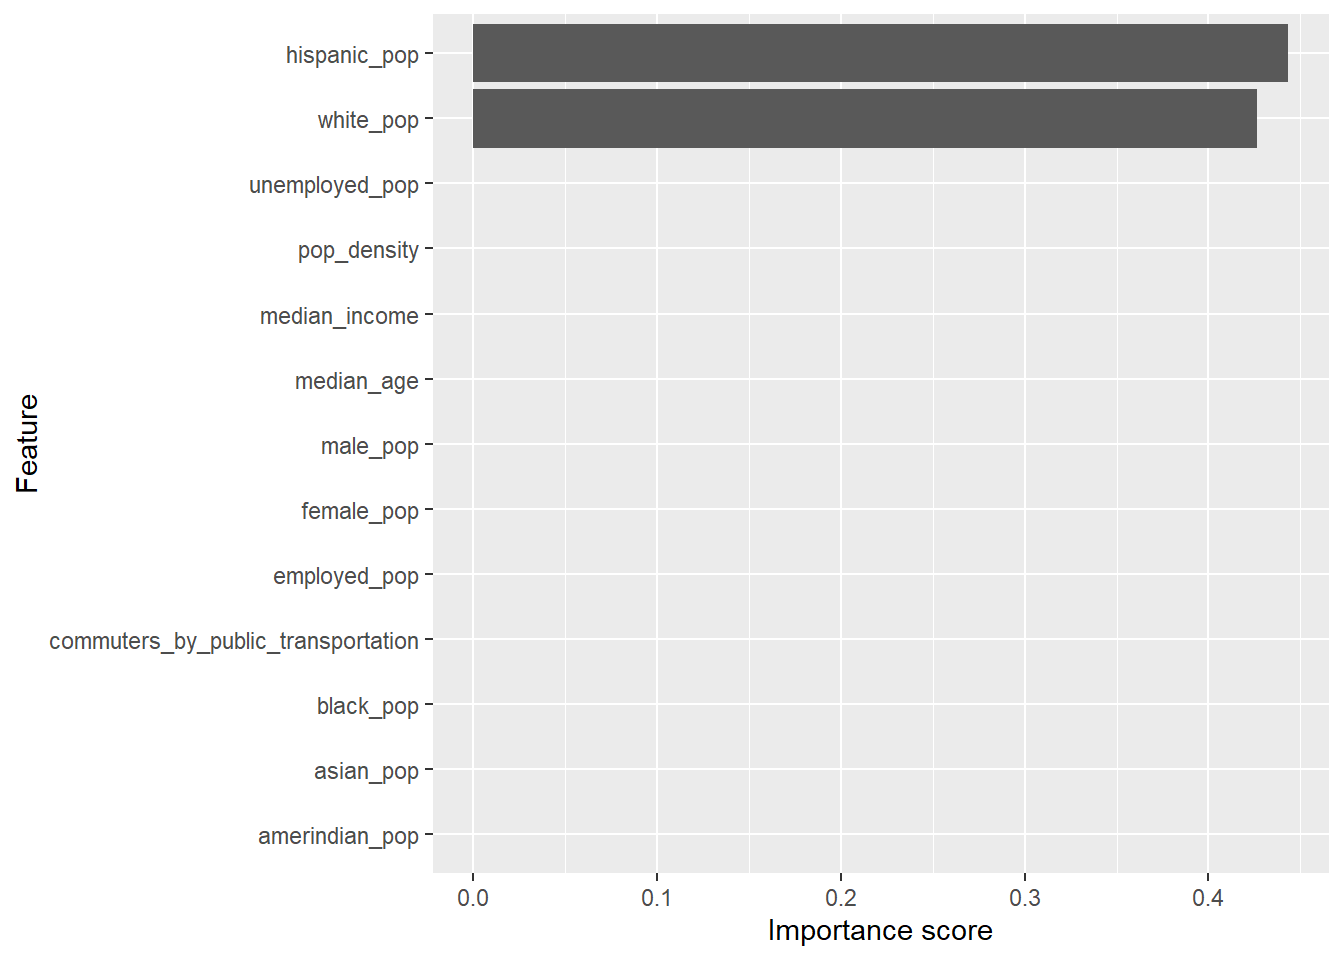 hispanic_pop
white_pop
unemployed_pop
pop_density
median_income
median_age
male_pop
female_pop
employed_pop
commuters_by_public_transportation
black_pop
asian_pop
amerindian_pop
Feature
0.0 0.1 0.2 0.3 0.4
Importance score